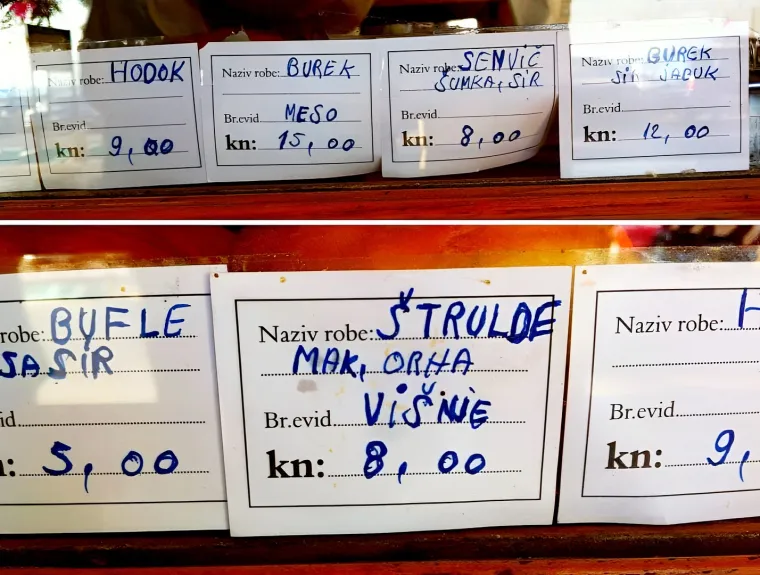 Naziv robe: HODOK
Br.evid
kn: 9,00
Naziv robe: BUREK
Br.evid MESO
kn: 15,00
Naziv robe: SEMVIČ
ŠUMKA, SIR
Br.evid
kn: 8,00
Naziv robe: BUREK
SiR JABUK
Br.evid
kn: 12,00
robe: BUFLE
SA SIR
id
: 5,00
Naziv robe: ŠTRULDE
MAK, ORHA
Br.evid ViŠNJE
kn: 8,00
Naziv robe: H
Br.evid
kn: 9,